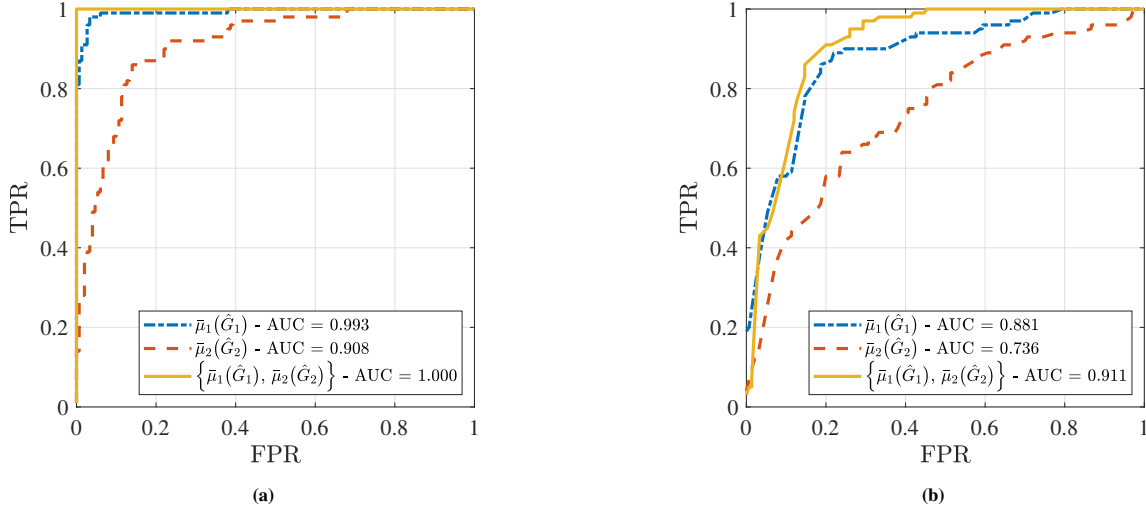 1
0.8
0.6
0.4
0.2
0
TPR
μ̄₁(Ĝ₁) - AUC = 0.993
μ̄₂(Ĝ₂) - AUC = 0.908
{μ̄₁(Ĝ₁), μ̄₂(Ĝ₂)} - AUC = 1.000
0 0.2 0.4 0.6 0.8 1
FPR
(a)
1
0.8
0.6
0.4
0.2
0
TPR
μ̄₁(Ĝ₁) - AUC = 0.881
μ̄₂(Ĝ₂) - AUC = 0.736
{μ̄₁(Ĝ₁), μ̄₂(Ĝ₂)} - AUC = 0.911
0 0.2 0.4 0.6 0.8 1
FPR
(b)